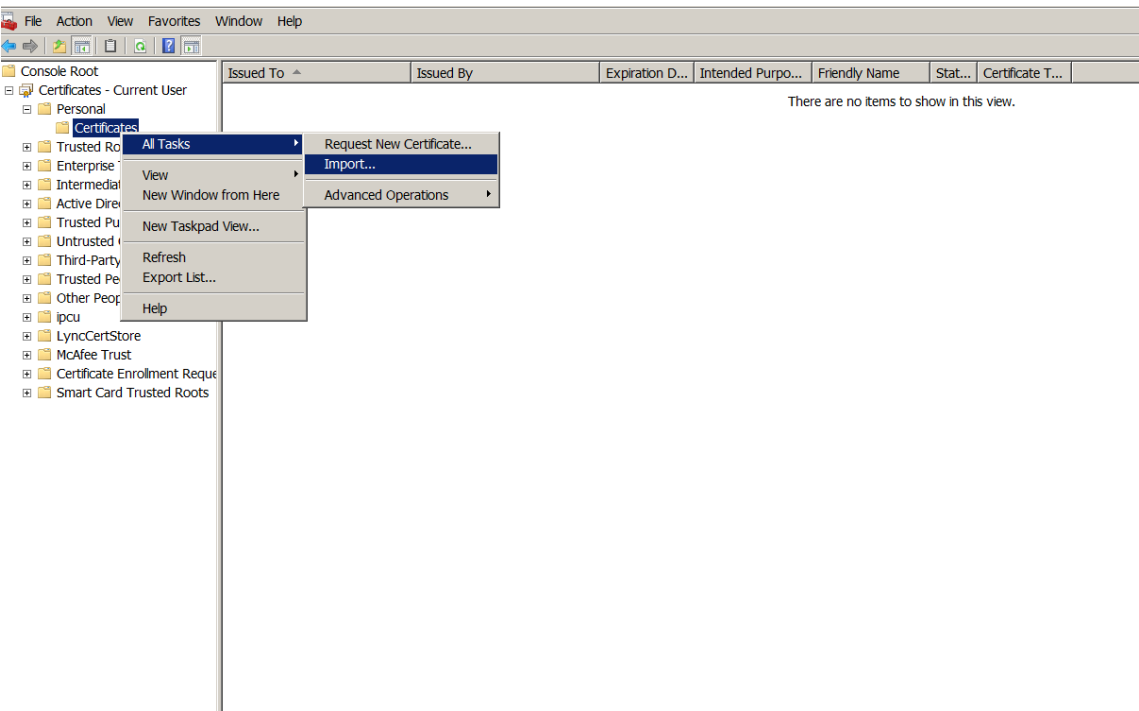 File Action View Favorites Window Help
Console Root
Issued To Issued By Expiration D... Intended Purpo... Friendly Name Stat... Certificate T...
Certificates - Current User
There are no items to show in this view.
Personal
Certificates
Trusted Ro
Enterprise
Intermediat
Active Dire
Trusted Pu
Untrusted
Third-Party
Trusted Pe
Other Peop
ipcu
LyncCertStore
McAfee Trust
Certificate Enrollment Reque
Smart Card Trusted Roots
All Tasks
View
New Window from Here
New Taskpad View...
Refresh
Export List...
Help
Request New Certificate...
Import...
Advanced Operations